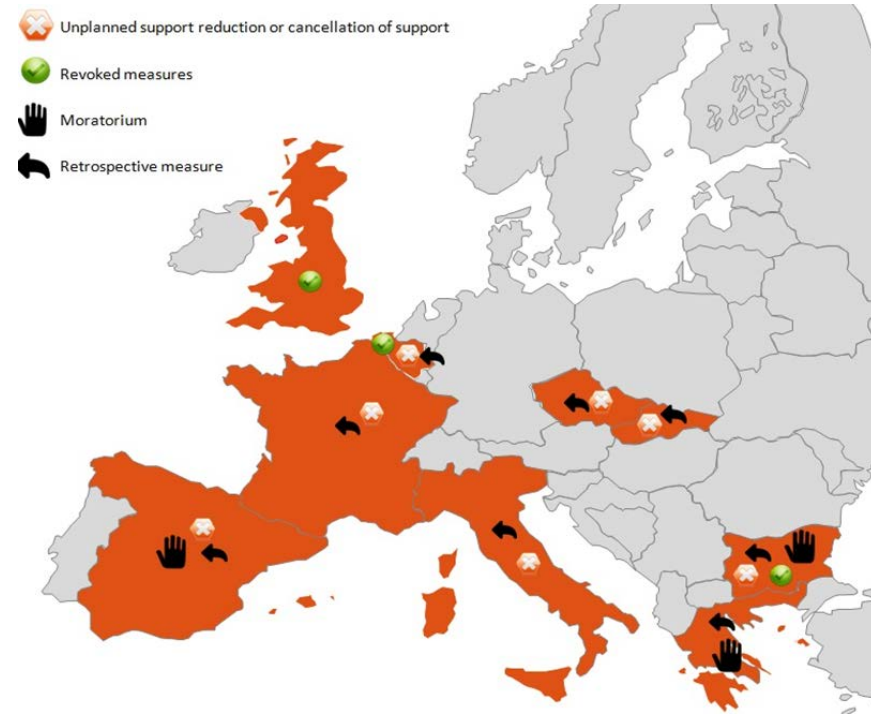 Unplanned support reduction or cancellation of support
Revoked measures
Moratorium
Retrospective measure